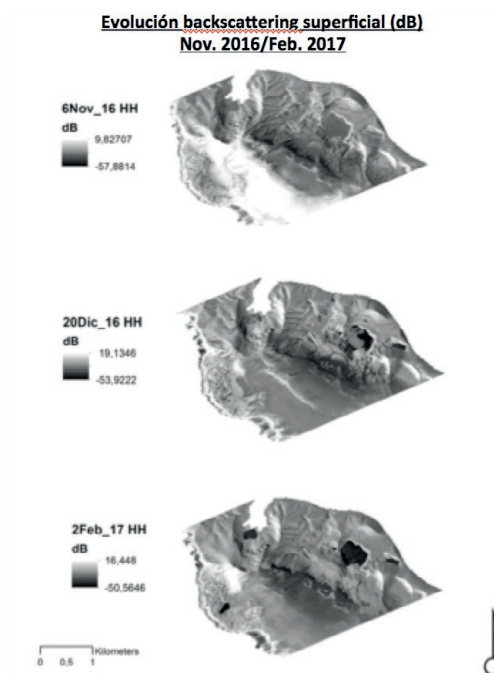 Evolución backscattering superficial (dB)
Nov. 2016/Feb. 2017
6Nov_16 HH
dB
9,82707
-57,8814
20Dic_16 HH
dB
19,1346
-53,9222
2Feb_17 HH
dB
16,448
-50,5646
Kilometers
0 0,5 1